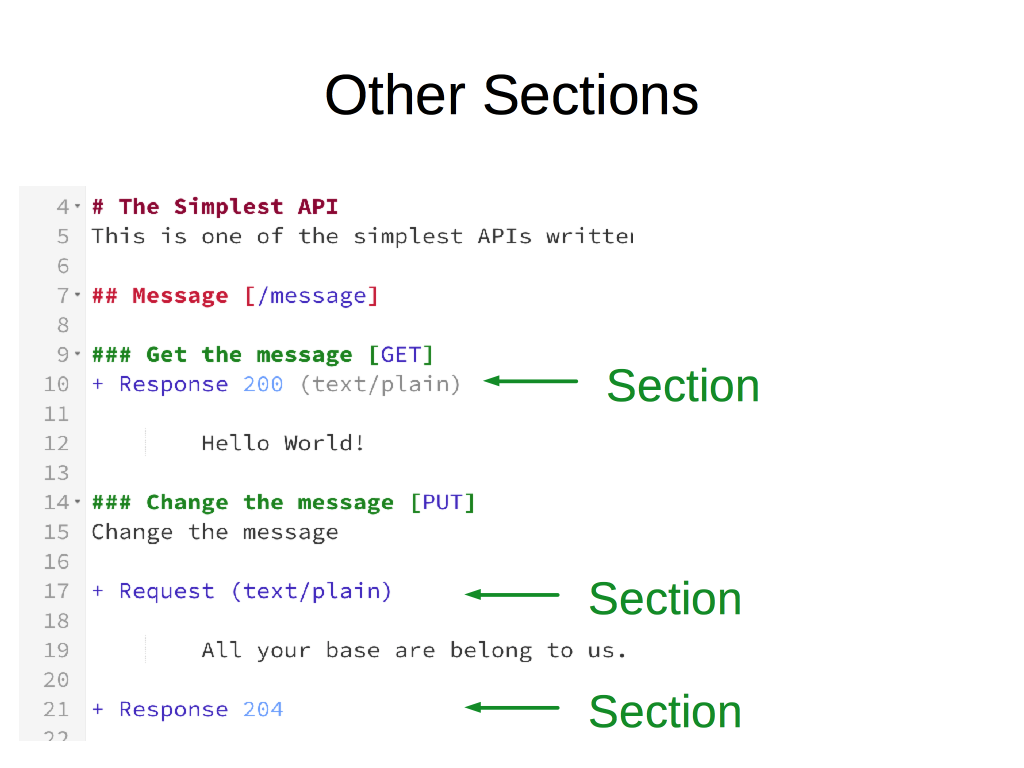 Other Sections
4 # The Simplest API
5 This is one of the simplest APIs written
6
7 ## Message [/message]
8
9 ### Get the message [GET]
10 + Response 200 (text/plain) Section
11
12 Hello World!
13
14 ### Change the message [PUT]
15 Change the message
16
17 + Request (text/plain) Section
18
19 All your base are belong to us.
20
21 + Response 204 Section
22